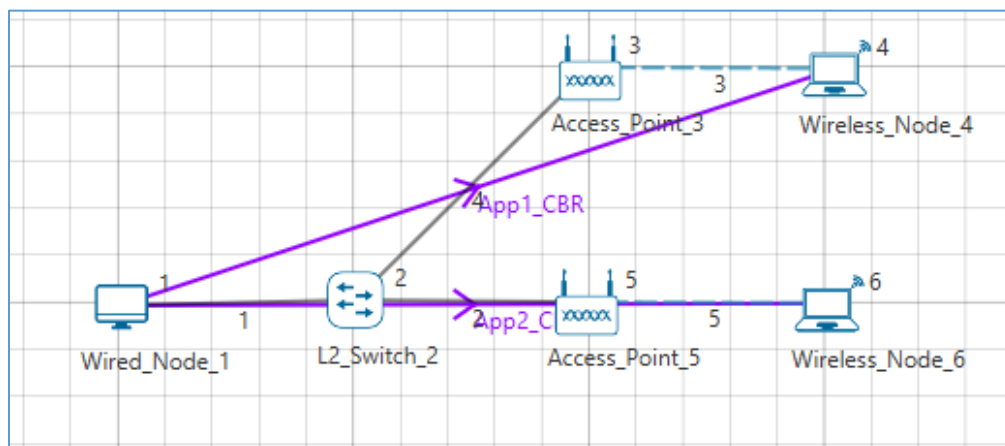 3
4
3
Access_Point_3
Wireless_Node_4
4
App1_CBR
1
2
5
6
1
2
App2_C
5
Wired_Node_1
L2_Switch_2
Access_Point_5
Wireless_Node_6